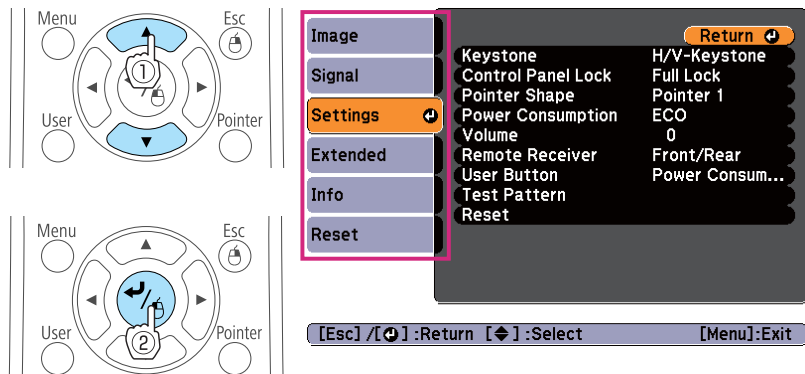 Menu
Esc
①
User
Pointer
Menu
Esc
User
②
Pointer
Image
Signal
Settings
Extended
Info
Reset
Return
Keystone H/V-Keystone
Control Panel Lock Full Lock
Pointer Shape Pointer 1
Power Consumption ECO
Volume 0
Remote Receiver Front/Rear
User Button Power Consum...
Test Pattern
Reset
[Esc] /[⏎] :Return [◆] :Select [Menu]:Exit